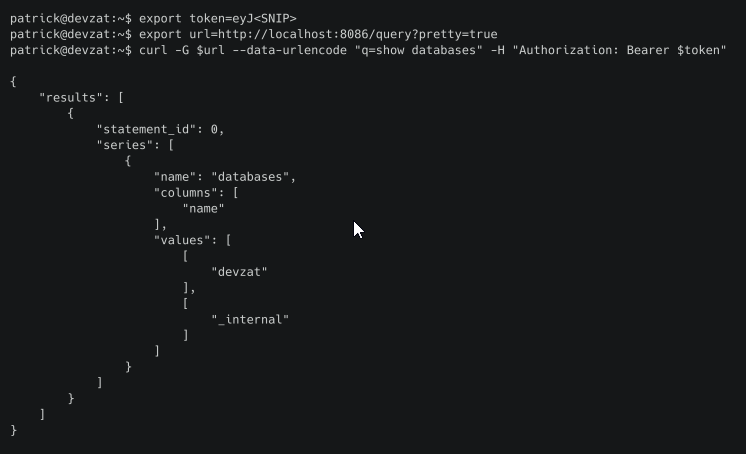 patrick@devzat:~$ export token=eyJ<SNIP>
patrick@devzat:~$ export url=http://localhost:8086/query?pretty=true
patrick@devzat:~$ curl -G $url --data-urlencode "q=show databases" -H "Authorization: Bearer $token"

{
    "results": [
        {
            "statement_id": 0,
            "series": [
                {
                    "name": "databases",
                    "columns": [
                        "name"
                    ],
                    "values": [
                        [
                            "devzat"
                        ],
                        [
                            "_internal"
                        ]
                    ]
                }
            ]
        }
    ]
}